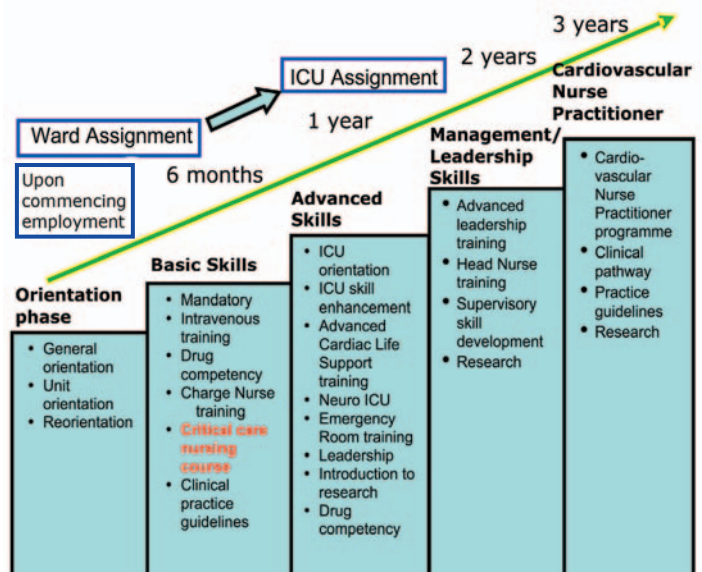 3 years
2 years
ICU Assignment
1 year
Ward Assignment
6 months
Upon
commencing
employment
Orientation
phase
• General
orientation
• Unit
orientation
• Reorientation
Basic Skills
• Mandatory
• Intravenous
training
• Drug
competency
• Charge Nurse
training
• Critical care
nursing
course
• Clinical
practice
guidelines
Advanced
Skills
• ICU
orientation
• ICU skill
enhancement
• Advanced
Cardiac Life
Support
training
• Neuro ICU
• Emergency
Room training
• Leadership
• Introduction to
research
• Drug
competency
Management/
Leadership
Skills
• Advanced
leadership
training
• Head Nurse
training
• Supervisory
skill
development
• Research
Cardiovascular
Nurse
Practitioner
• Cardio-
vascular
Nurse
Practitioner
programme
• Clinical
pathway
• Practice
guidelines
• Research